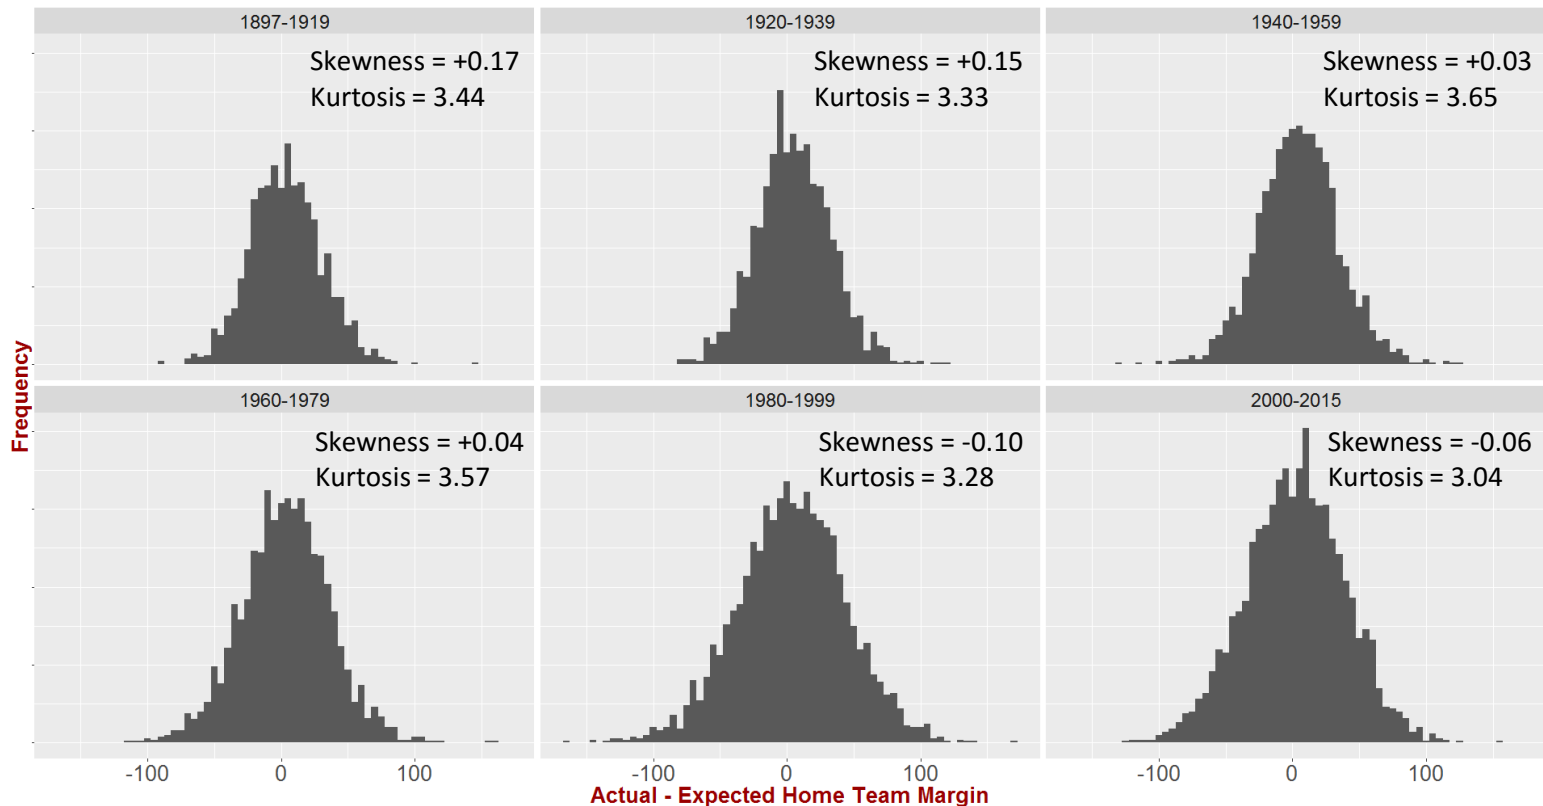 1897-1919
Skewness = +0.17
Kurtosis = 3.44
1920-1939
Skewness = +0.15
Kurtosis = 3.33
1940-1959
Skewness = +0.03
Kurtosis = 3.65
Frequency
1960-1979
Skewness = +0.04
Kurtosis = 3.57
1980-1999
Skewness = -0.10
Kurtosis = 3.28
2000-2015
Skewness = -0.06
Kurtosis = 3.04
-100 0 100
-100 0 100
-100 0 100
Actual - Expected Home Team Margin